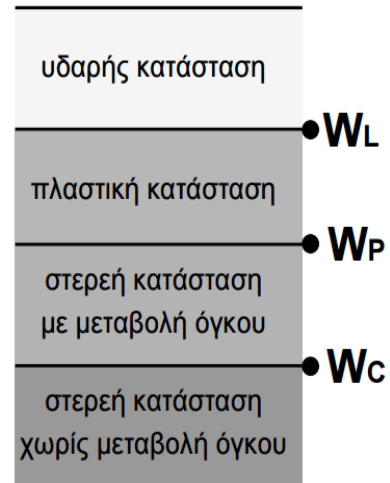 υδαρής κατάσταση
WL
πλαστική κατάσταση
WP
στερεή κατάσταση
με μεταβολή όγκου
WC
στερεή κατάσταση
χωρίς μεταβολή όγκου